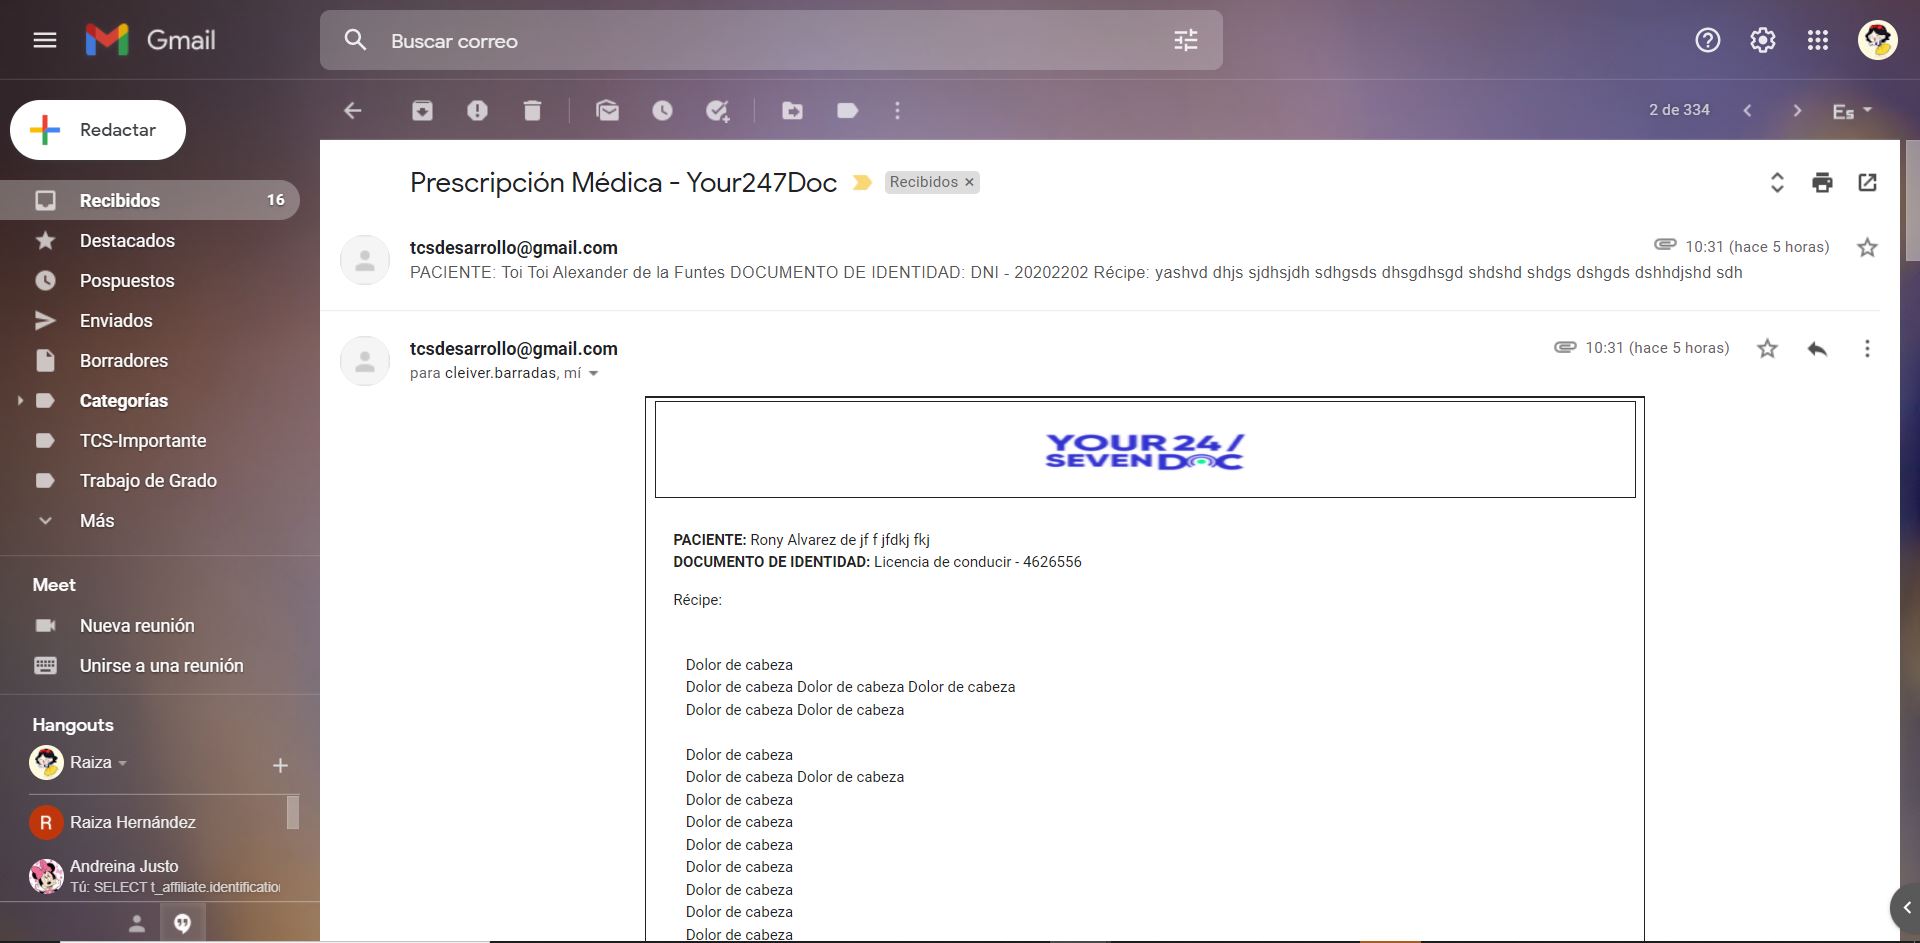 Gmail
Buscar correo
2 de 334
Es
Redactar
Recibidos 16
Destacados
Pospuestos
Enviados
Borradores
Categorías
TCS-Importante
Trabajo de Grado
Más
Meet
Nueva reunión
Unirse a una reunión
Hangouts
Raiza
R Raiza Hernández
Andreina Justo
Tú: SELECT t_affiliate.identification
Prescripción Médica - Your247Doc Recibidos ×
tcsdesarrollo@gmail.com 10:31 (hace 5 horas)
PACIENTE: Toi Toi Alexander de la Funtes DOCUMENTO DE IDENTIDAD: DNI - 20202202 Récipe: yashvd dhjs sjdhsjdh sdhgsds dhsgdhsgd shdshd shdgs dshgds dshhdjshd sdh
tcsdesarrollo@gmail.com 10:31 (hace 5 horas)
para cleiver.barradas, mí
YOUR 24/
SEVEN DOC
PACIENTE: Rony Alvarez de jf f jfdkj fkj
DOCUMENTO DE IDENTIDAD: Licencia de conducir - 4626556
Récipe:
Dolor de cabeza
Dolor de cabeza Dolor de cabeza Dolor de cabeza
Dolor de cabeza Dolor de cabeza
Dolor de cabeza
Dolor de cabeza Dolor de cabeza
Dolor de cabeza
Dolor de cabeza
Dolor de cabeza
Dolor de cabeza
Dolor de cabeza
Dolor de cabeza
Dolor de cabeza